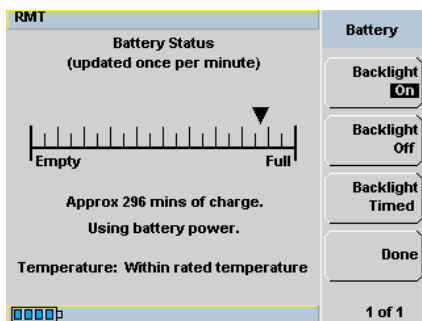 RMT
Battery Status
(updated once per minute)
Empty
Full
Approx 296 mins of charge.
Using battery power.
Temperature: Within rated temperature
Battery
Backlight
On
Backlight
Off
Backlight
Timed
Done
1 of 1